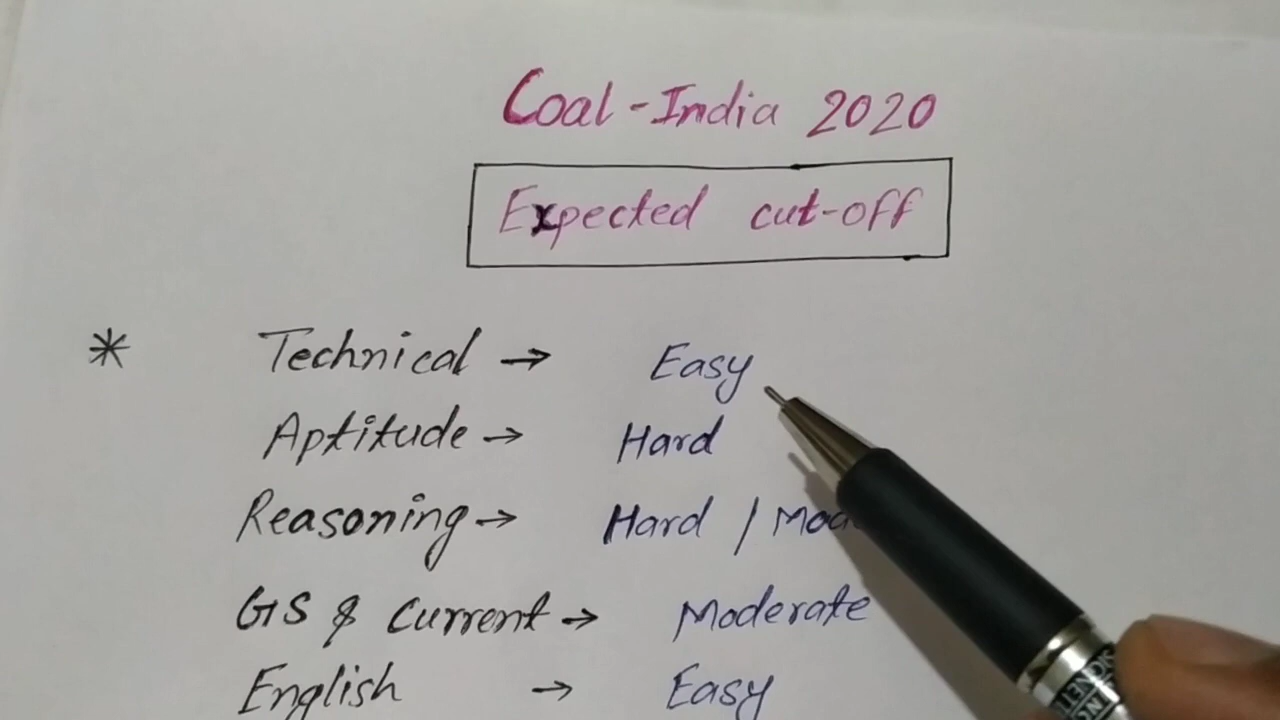 Coal-India 2020
Expected cut-off
* Technical → Easy
Aptitude → Hard
Reasoning → Hard /
GS & Current → Moderate
English → Easy